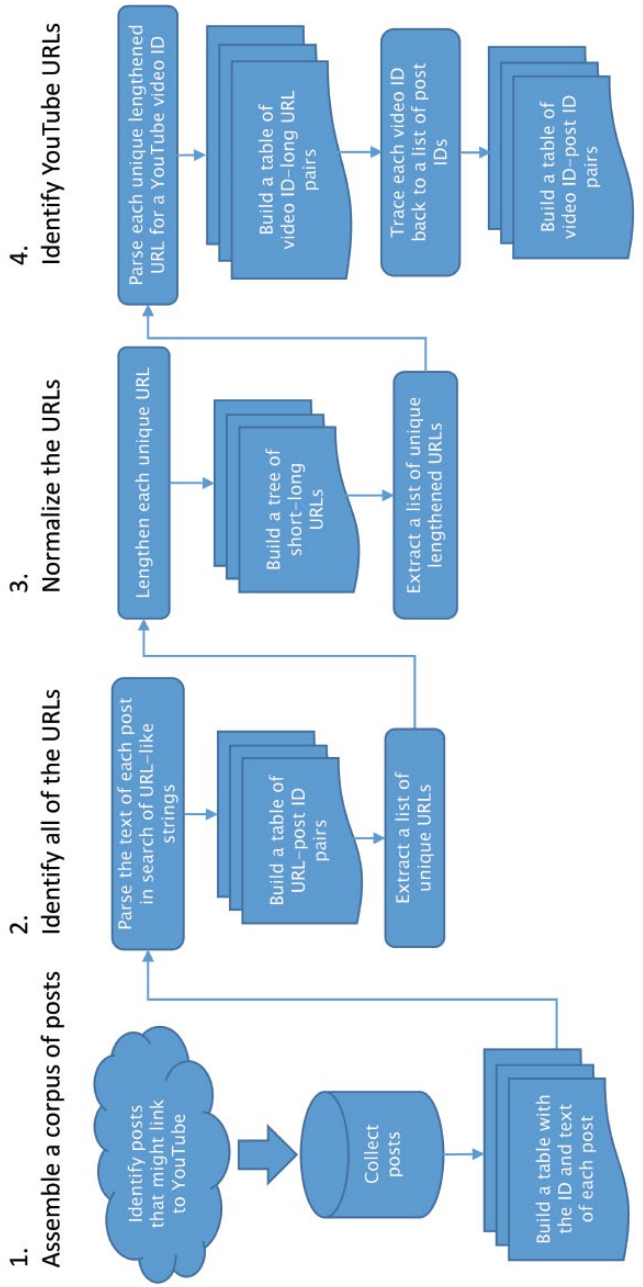 1.
Assemble a corpus of posts
Identify posts
that might link
to YouTube
Collect
posts
Build a table with
the ID and text
of each post
2.
Identify all of the URLs
Parse the text of each post
in search of URL-like
strings
Build a table of
URL-post ID
pairs
Extract a list of
unique URLs
3.
Normalize the URLs
Lengthen each unique URL
Build a tree of
short-long
URLs
Extract a list of unique
lengthened URLs
4.
Identify YouTube URLs
Parse each unique lengthened
URL for a YouTube video ID
Build a table of
video ID-long URL
pairs
Trace each video ID
back to a list of post
IDs
Build a table of
video ID-post ID
pairs